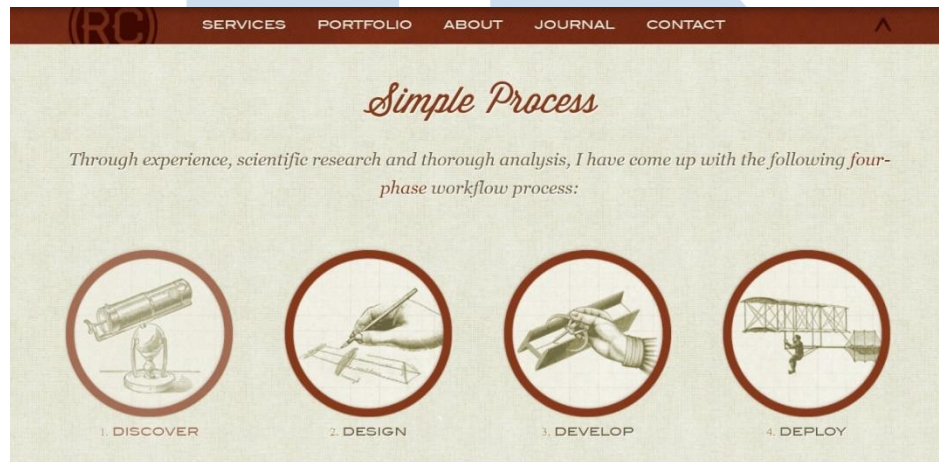 RC SERVICES PORTFOLIO ABOUT JOURNAL CONTACT
Simple Process
Through experience, scientific research and thorough analysis, I have come up with the following four-
phase workflow process:
1. DISCOVER 2. DESIGN 3. DEVELOP 4. DEPLOY